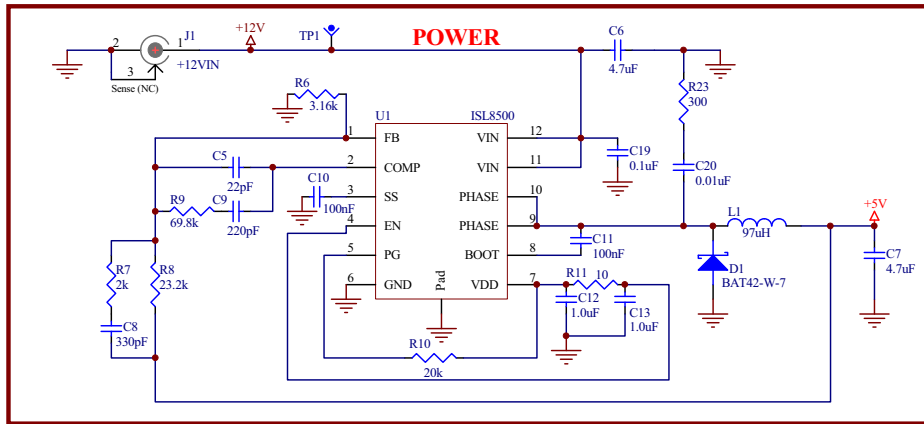 POWER
J1
2
1
3
+12VIN
Sense (NC)
+12V
TP1
C6
4.7uF
R23
300
C20
0.01uF
C19
0.1uF
R6
3.16k
U1
ISL8500
1
FB
2
COMP
3
SS
4
EN
5
PG
6
GND
Pad
VIN
12
VIN
11
PHASE
10
PHASE
9
BOOT
8
VDD
7
C5
22pF
R9
69.8k
C9
220pF
C10
100nF
R7
2k
R8
23.2k
C8
330pF
R10
20k
C11
100nF
R11
10
C12
1.0uF
C13
1.0uF
L1
97uH
D1
BAT42-W-7
+5V
C7
4.7uF